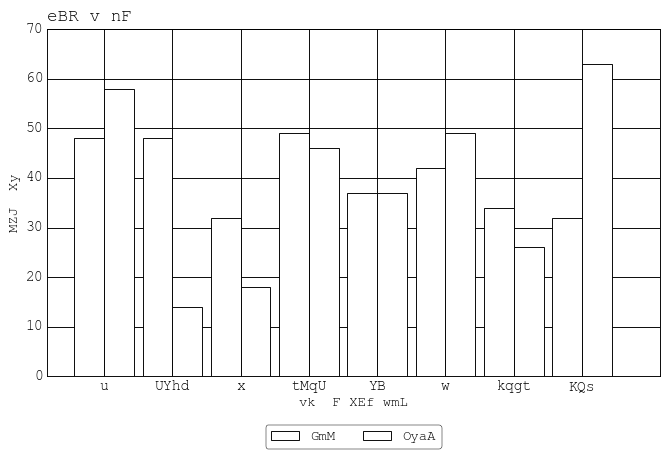 eBR v nF
70
60
50
40
30
20
10
0
MZJ  Xy
u UYhd x tMqU YB w kqgt KQs
vk  F XEf wmL
GmM OyaA